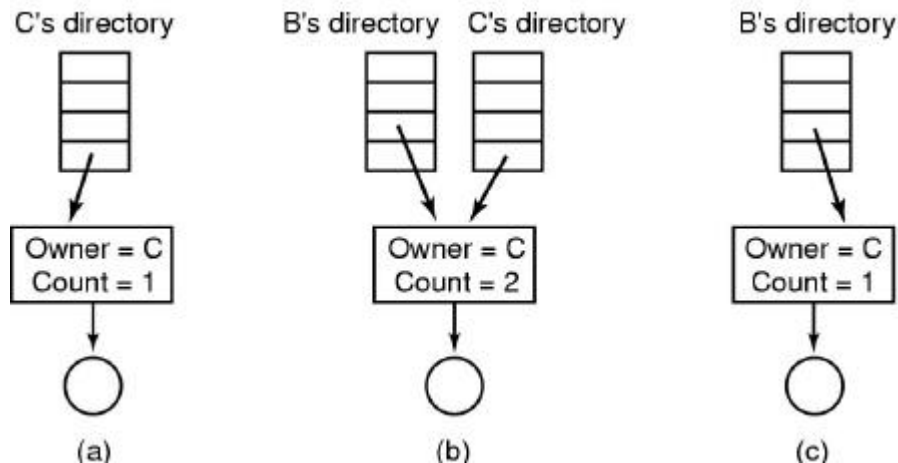 C's directory
B's directory
C's directory
B's directory
Owner = C
Count = 1
Owner = C
Count = 2
Owner = C
Count = 1
(a)
(b)
(c)